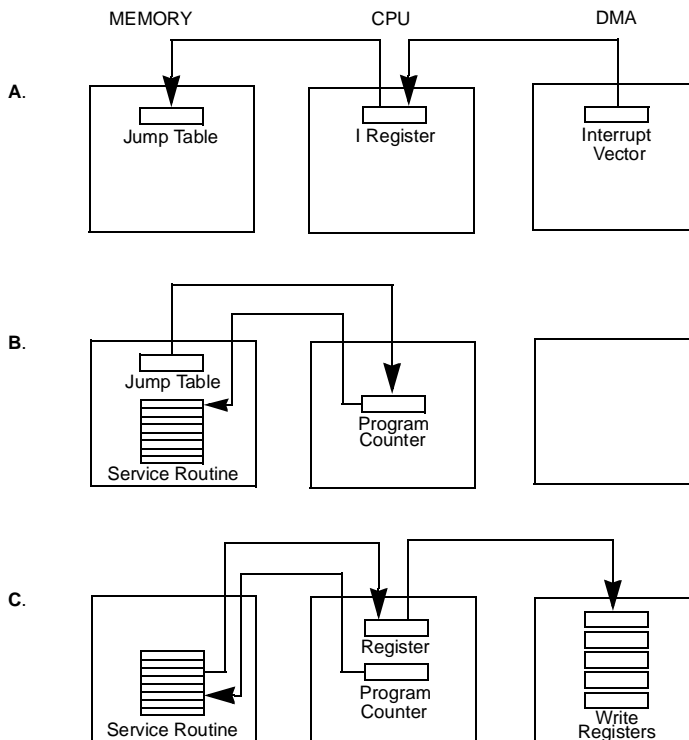 MEMORY CPU DMA
A.
Jump Table
I Register
Interrupt
Vector
B.
Jump Table
Service Routine
Program
Counter
C.
Service Routine
Register
Program
Counter
Write
Registers